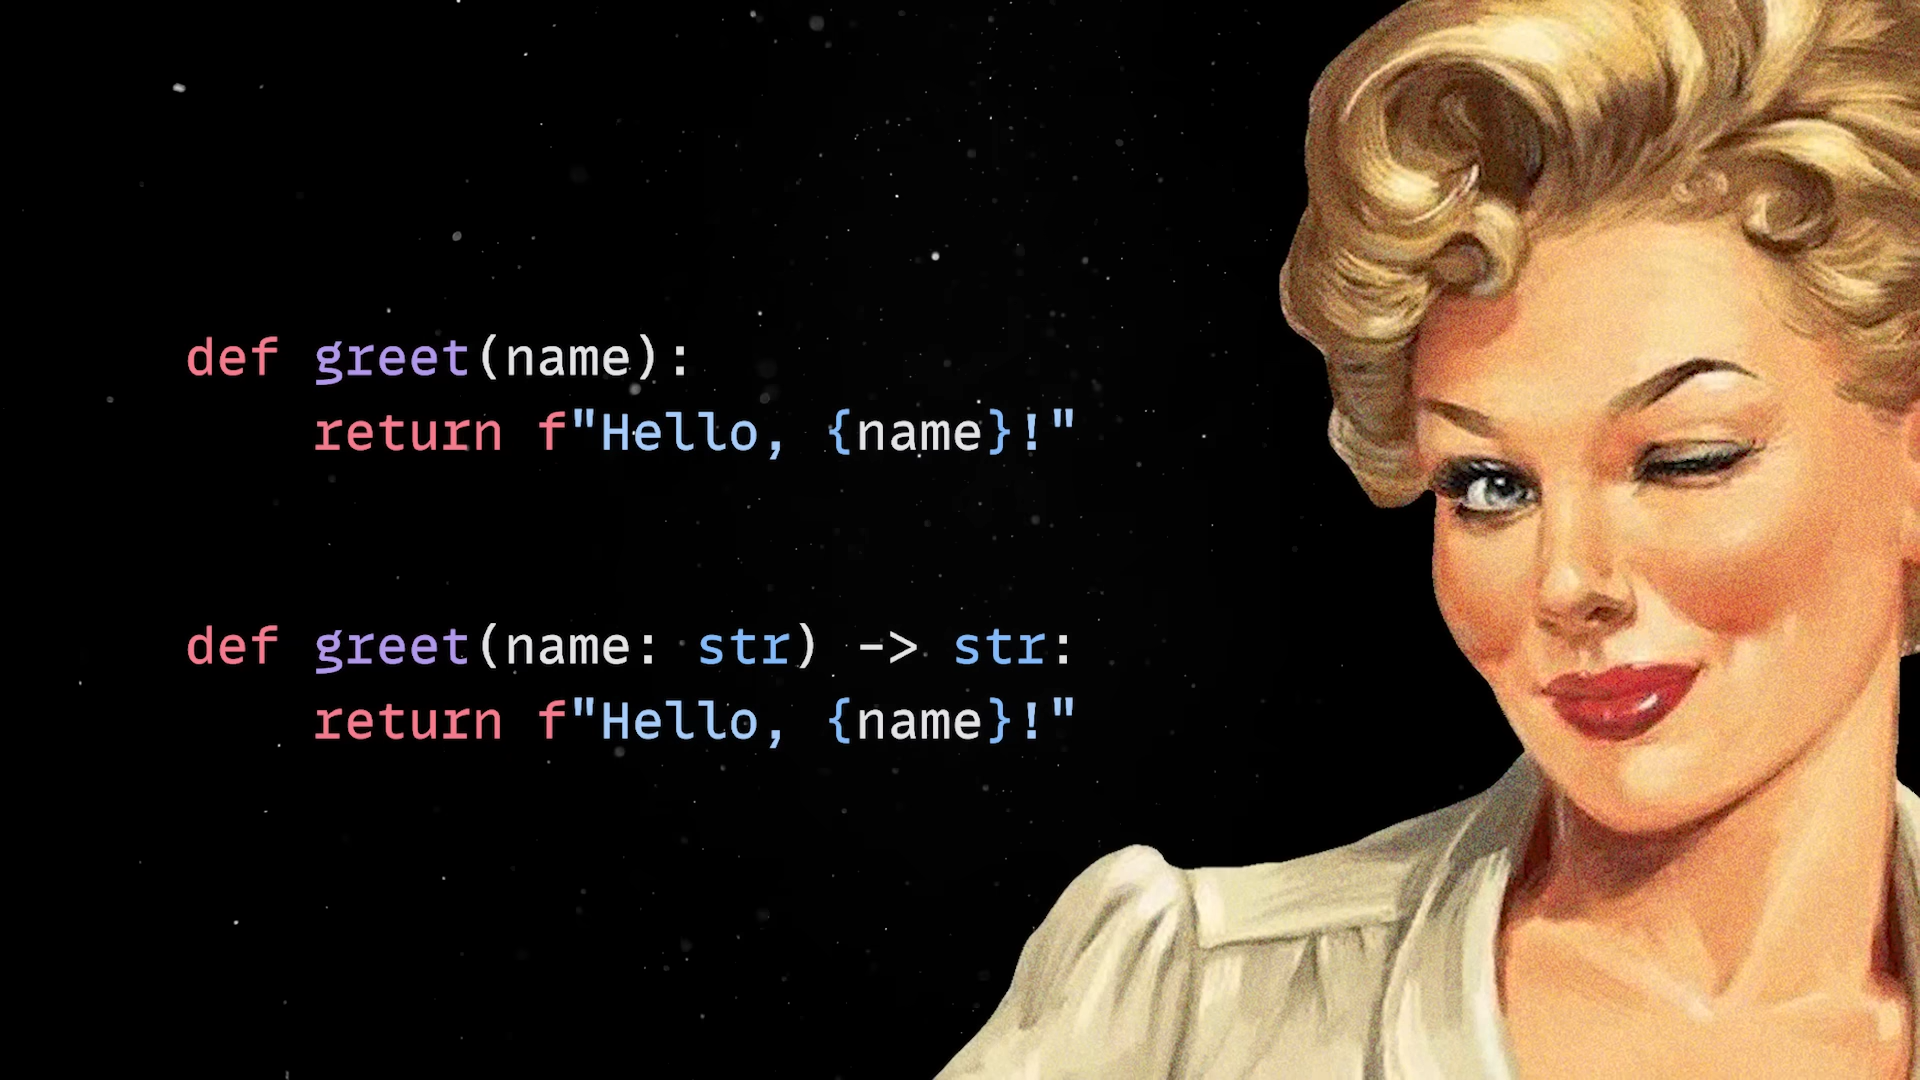 def greet(name):
    return f"Hello, {name}!"
def greet(name: str) -> str:
    return f"Hello, {name}!"